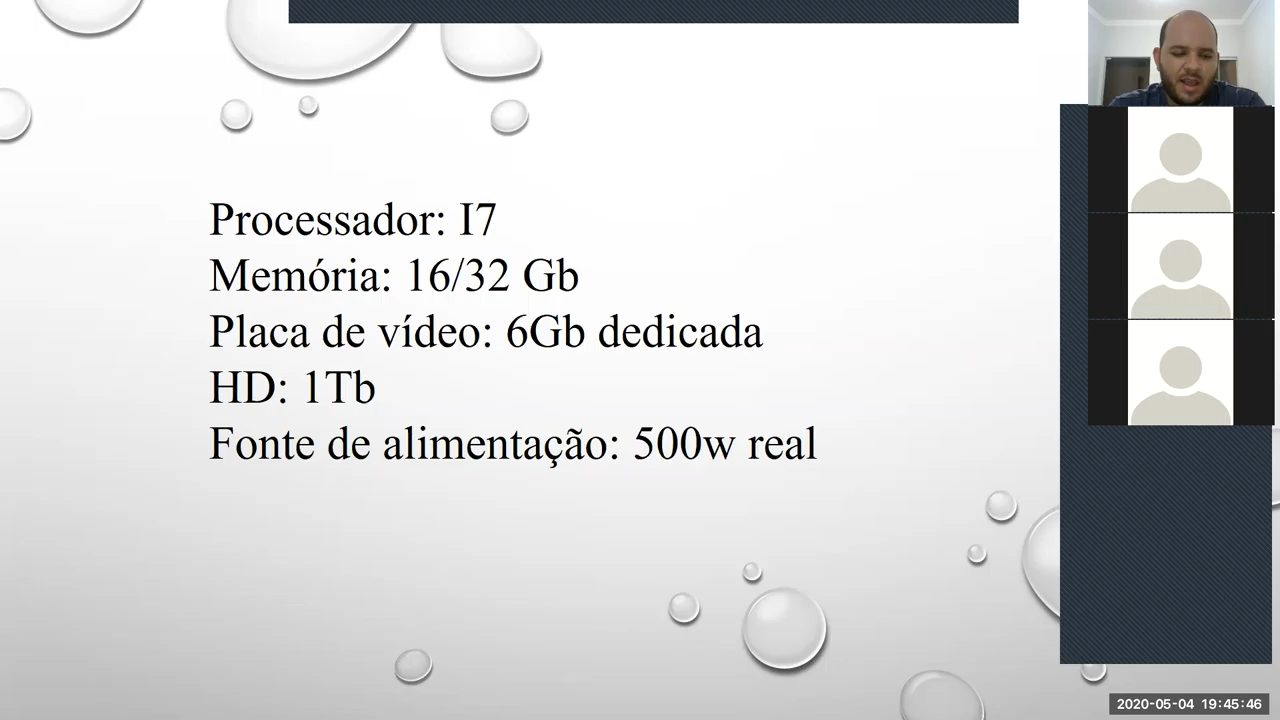 Processador: I7
Memória: 16/32 Gb
Placa de vídeo: 6Gb dedicada
HD: 1Tb
Fonte de alimentação: 500w real
2020-05-04 19:45:46